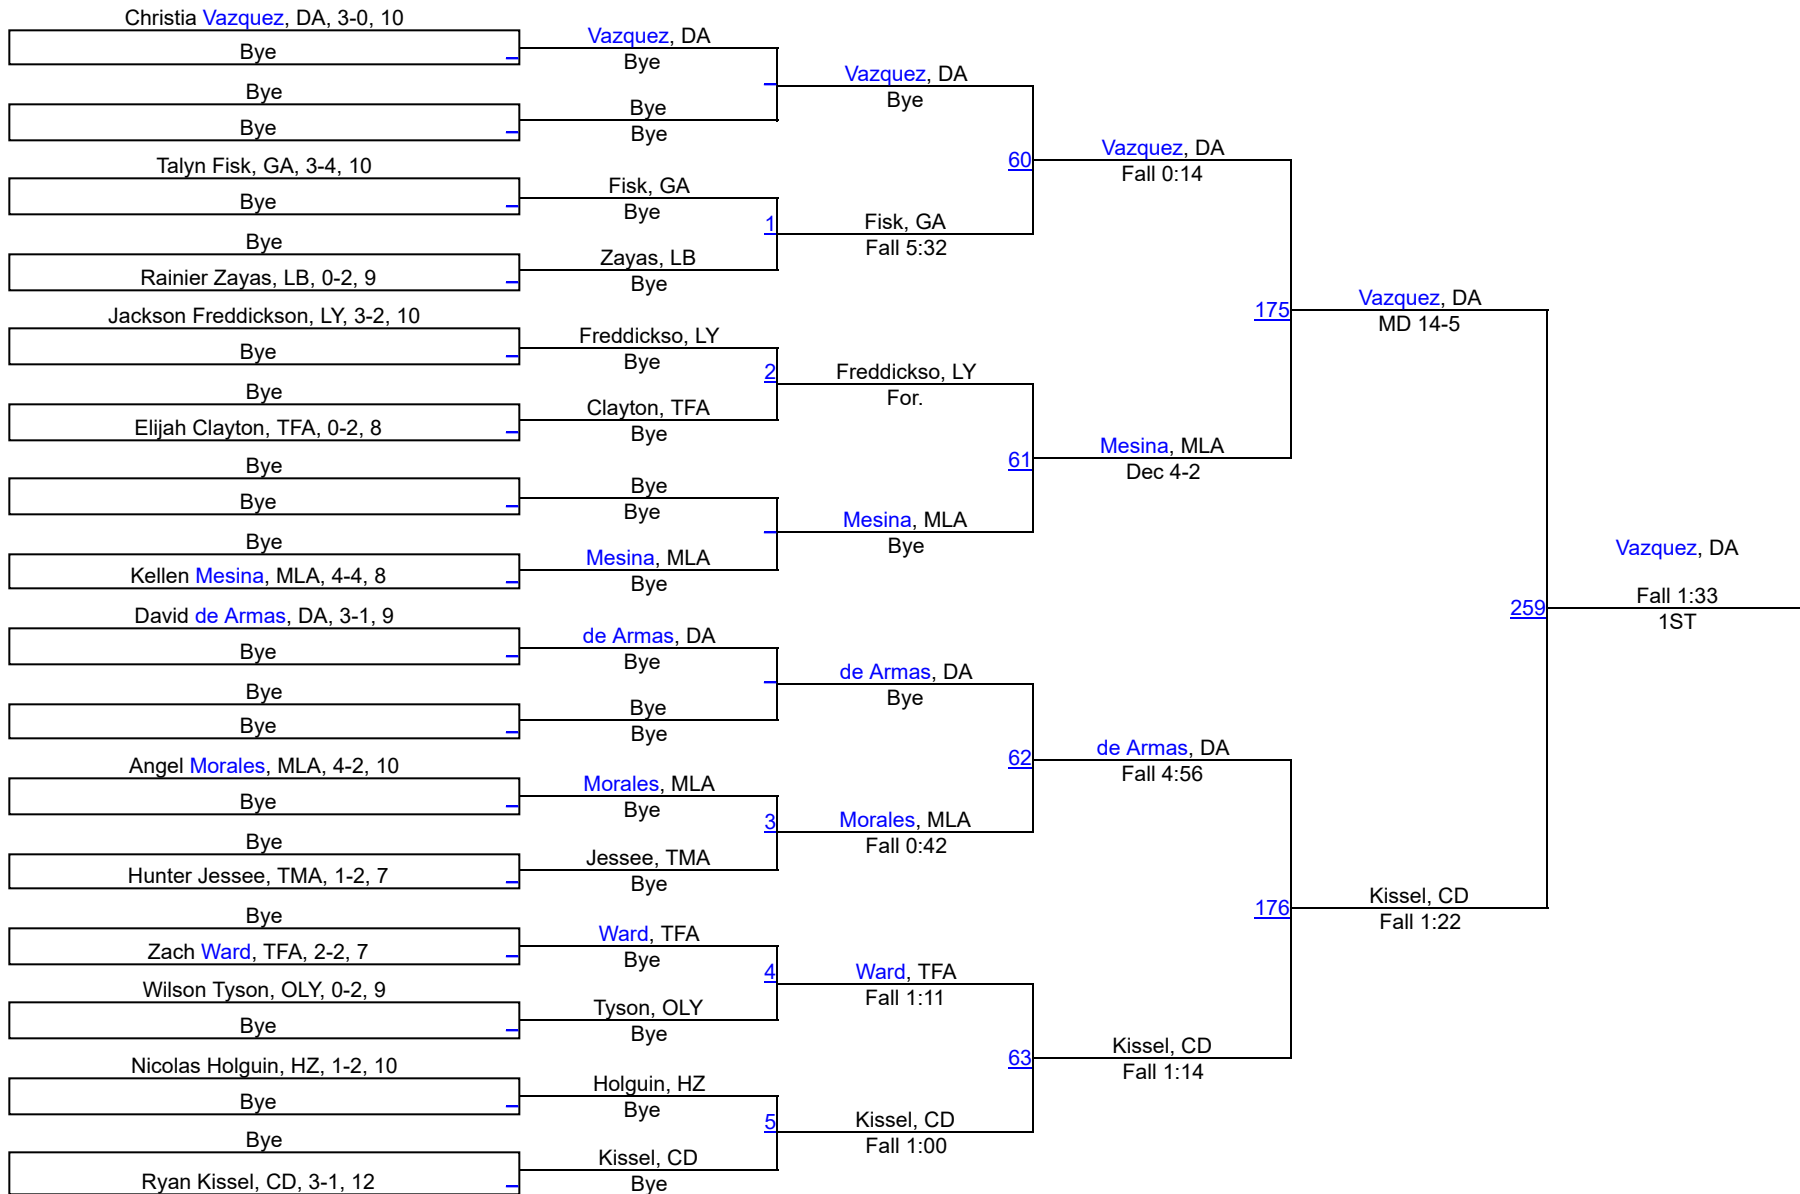 Christia Vazquez, DA, 3-0, 10
Bye
Bye
Bye
Talyn Fisk, GA, 3-4, 10
Bye
Bye
Rainier Zayas, LB, 0-2, 9
Jackson Freddickson, LY, 3-2, 10
Bye
Bye
Elijah Clayton, TFA, 0-2, 8
Bye
Bye
Bye
Kellen Mesina, MLA, 4-4, 8
David de Armas, DA, 3-1, 9
Bye
Bye
Bye
Angel Morales, MLA, 4-2, 10
Bye
Bye
Hunter Jessee, TMA, 1-2, 7
Bye
Zach Ward, TFA, 2-2, 7
Wilson Tyson, OLY, 0-2, 9
Bye
Nicolas Holguin, HZ, 1-2, 10
Bye
Bye
Ryan Kissel, CD, 3-1, 12
Vazquez, DA
Bye
Bye
Bye
Fisk, GA
Bye
1
Zayas, LB
Bye
Freddickso, LY
Bye
2
Clayton, TFA
Bye
Bye
Bye
Mesina, MLA
Bye
de Armas, DA
Bye
Bye
Bye
Morales, MLA
Bye
3
Jessee, TMA
Bye
Ward, TFA
Bye
4
Tyson, OLY
Bye
Holguin, HZ
Bye
5
Kissel, CD
Bye
Vazquez, DA
Bye
60
Fisk, GA
Fall 5:32
Freddickso, LY
For.
61
Mesina, MLA
Bye
de Armas, DA
Bye
62
Morales, MLA
Fall 0:42
Ward, TFA
Fall 1:11
63
Kissel, CD
Fall 1:00
Vazquez, DA
Fall 0:14
175
Mesina, MLA
Dec 4-2
de Armas, DA
Fall 4:56
176
Kissel, CD
Fall 1:14
Vazquez, DA
MD 14-5
259
Kissel, CD
Fall 1:22
Vazquez, DA
Fall 1:33
1ST